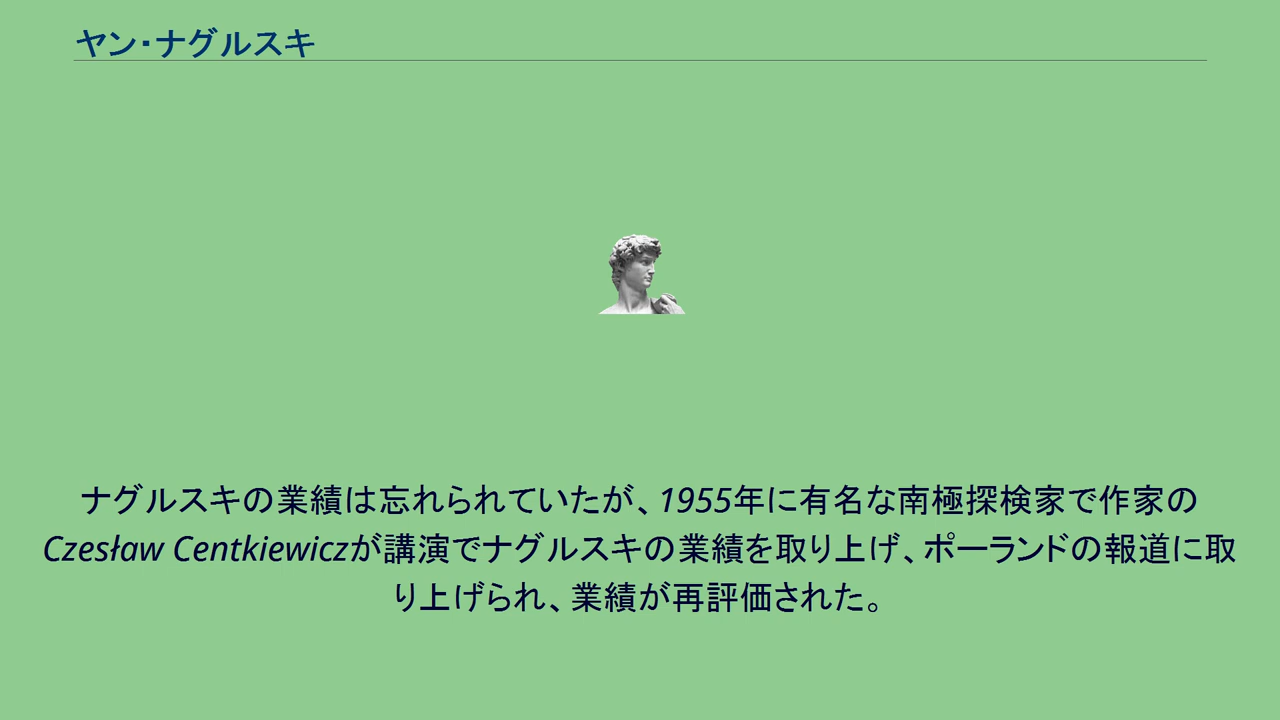 ヤン・ナグルスキ
ナグルスキの業績は忘れられていたが、1955年に有名な南極探検家で作家の
Czesław Centkiewiczが講演でナグルスキの業績を取り上げ、ポーランドの報道に取
り上げられ、業績が再評価された。